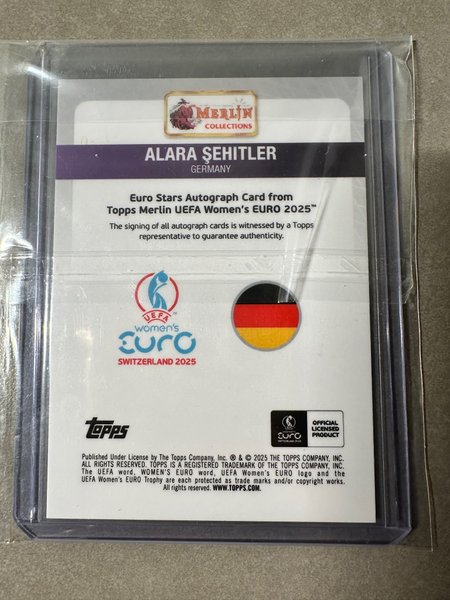 MERLIN
COLLECTIONS
ALARA ŞEHITLER
GERMANY
Euro Stars Autograph Card from
Topps Merlin UEFA Women's EURO 2025™
The signing of all autograph cards is witnessed by a Topps
representative to guarantee authenticity.
UEFA
women's
EURO
SWITZERLAND 2025
topps
EURO
OFFICIAL
LICENSED
PRODUCT
Published Under License by The Topps Company, Inc. ® & © 2025 THE TOPPS COMPANY, INC.
ALL RIGHTS RESERVED. TOPPS IS A REGISTERED TRADEMARK OF THE TOPPS COMPANY, INC.
The UEFA word, WOMEN'S EURO word, UEFA Women's EURO logo and the
UEFA Women's EURO Trophy are each protected as trade marks and/or copyright works.
All rights reserved. WWW.TOPPS.COM.